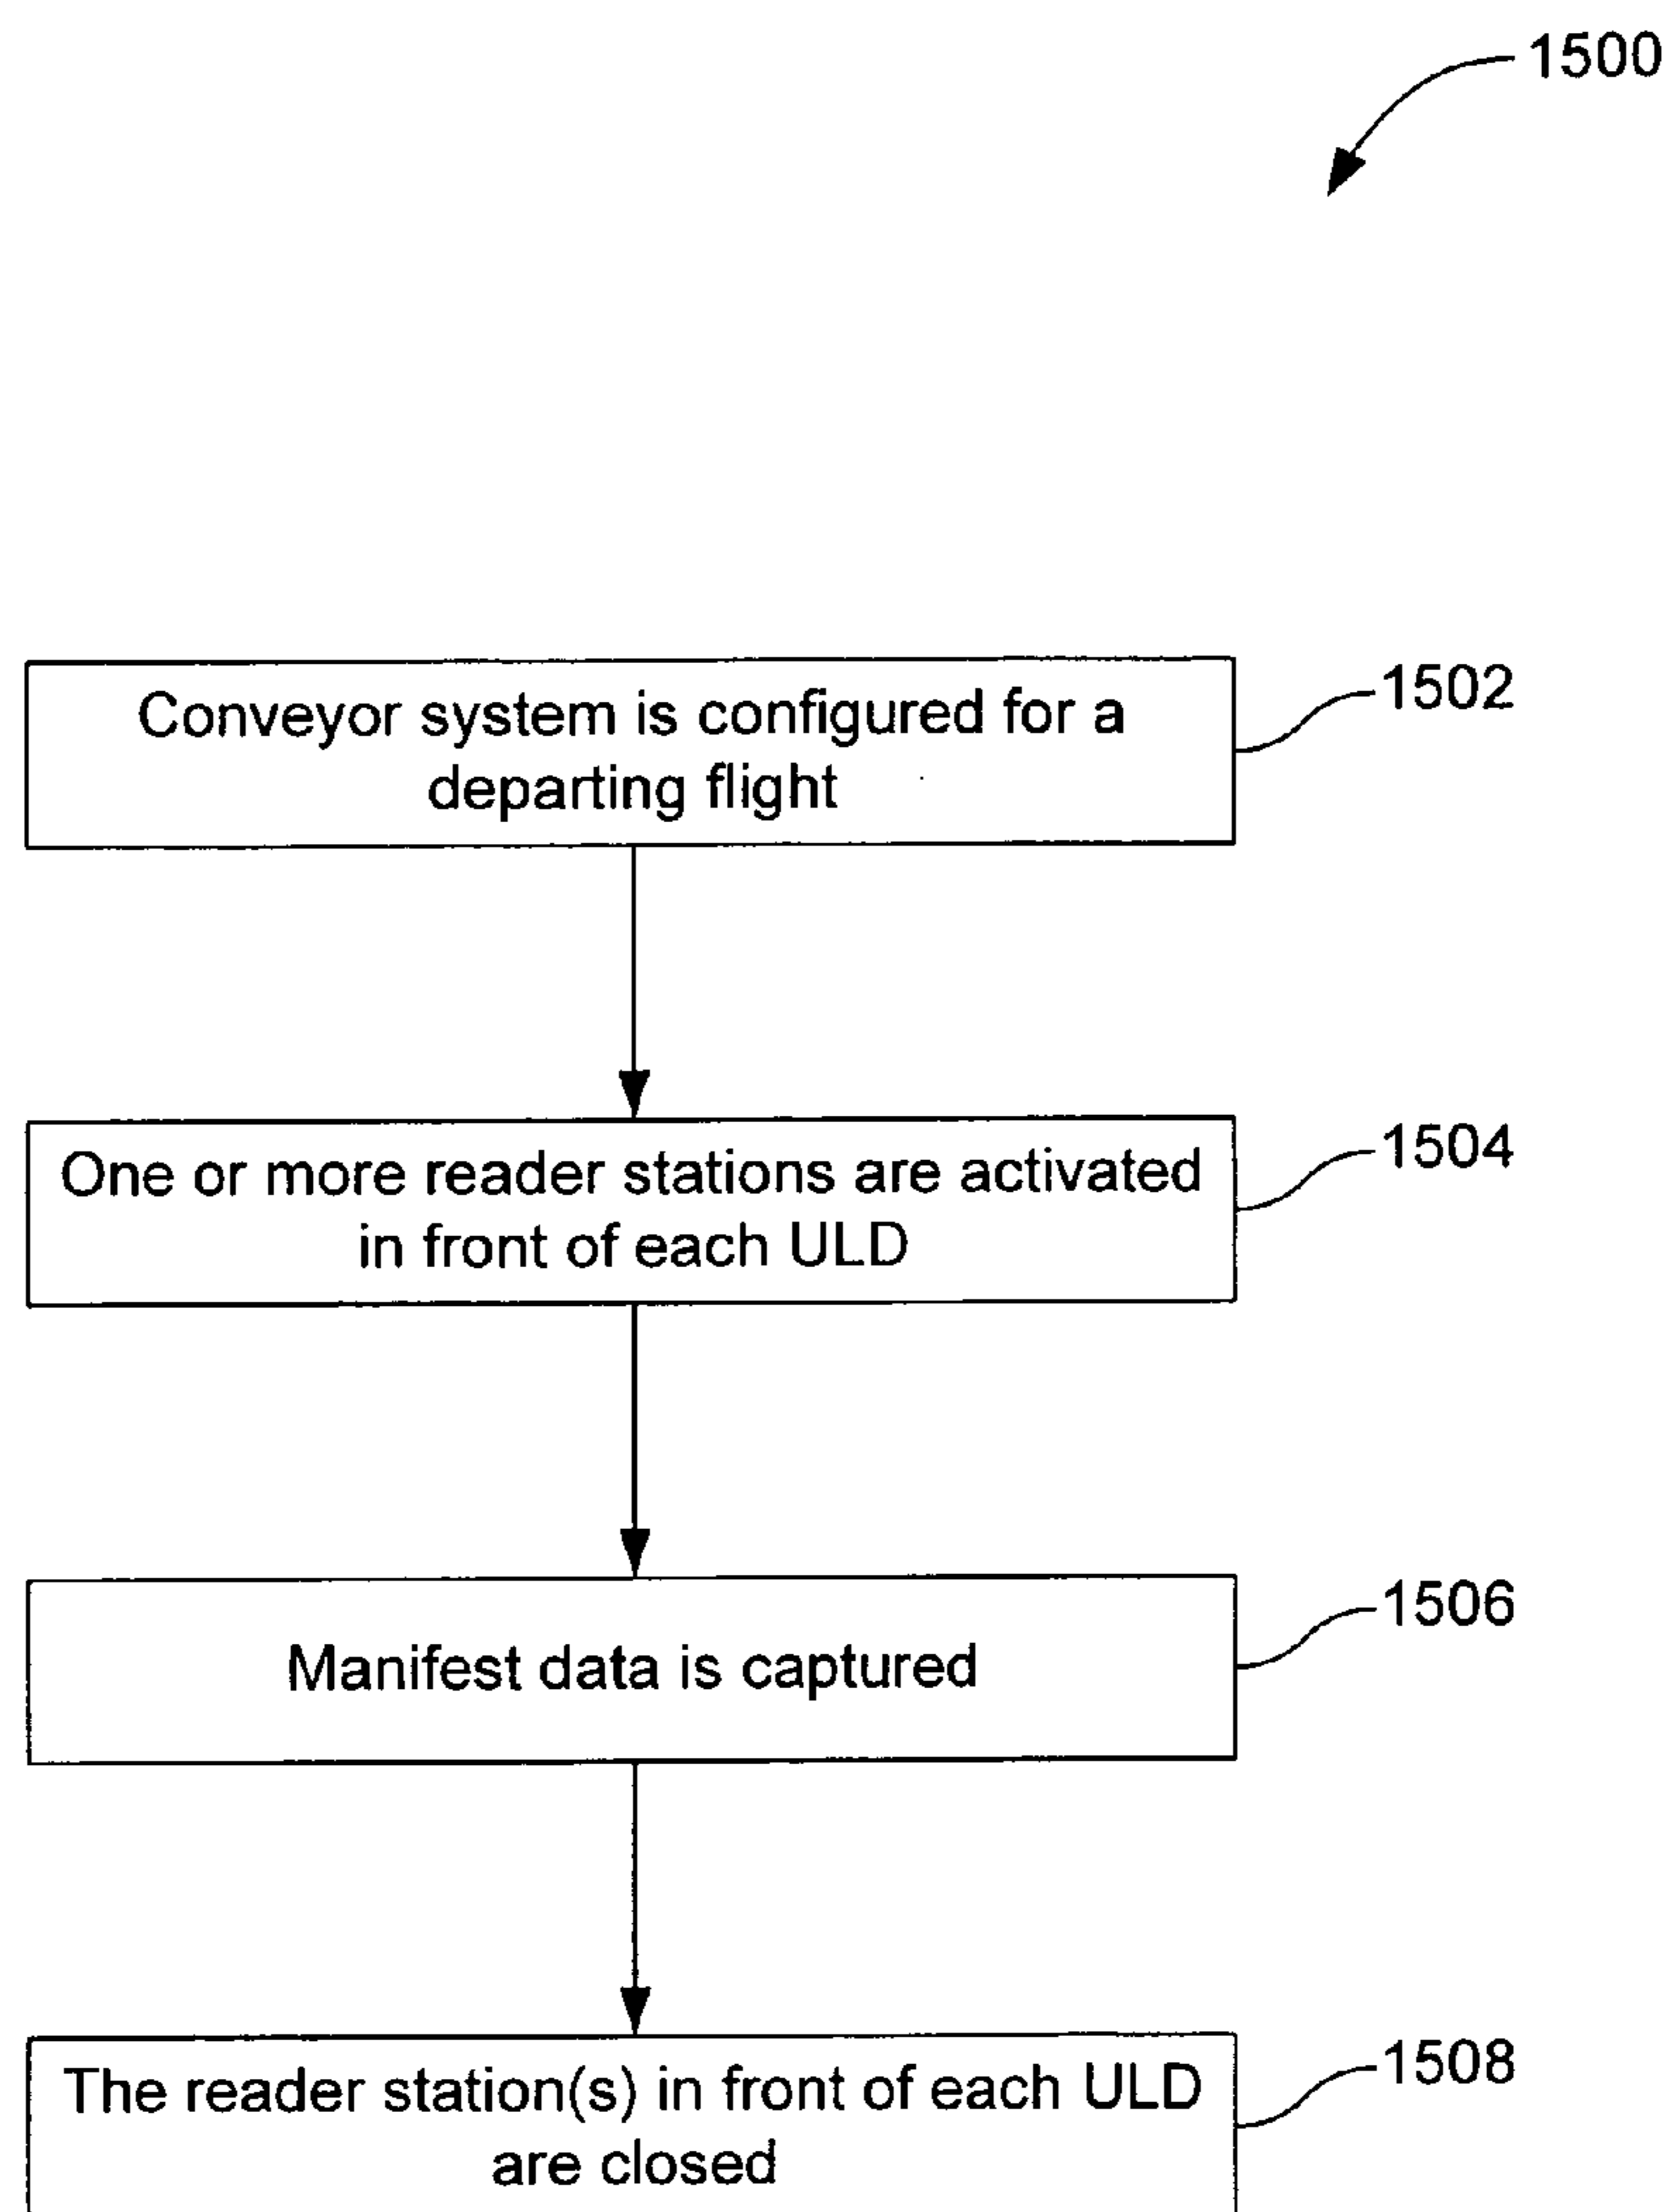 1500
Conveyor system is configured for a
departing flight
1502
One or more reader stations are activated
in front of each ULD
1504
Manifest data is captured
1506
The reader station(s) in front of each ULD
are closed
1508